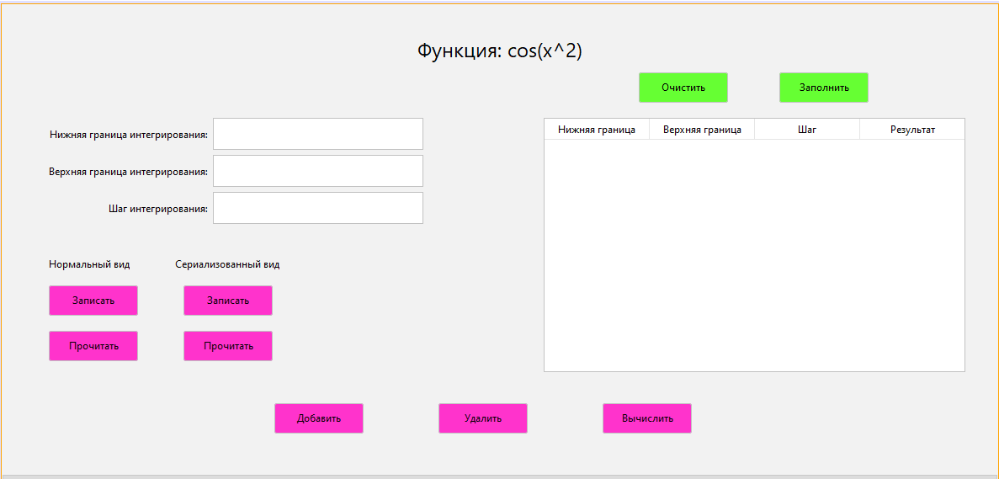 Функция: cos(x^2)
Очистить Заполнить
Нижняя граница интегрирования:
Верхняя граница интегрирования:
Шаг интегрирования:
Нижняя граница Верхняя граница Шаг Результат
Нормальный вид Сериализованный вид
Записать Записать
Прочитать Прочитать
Добавить Удалить Вычислить